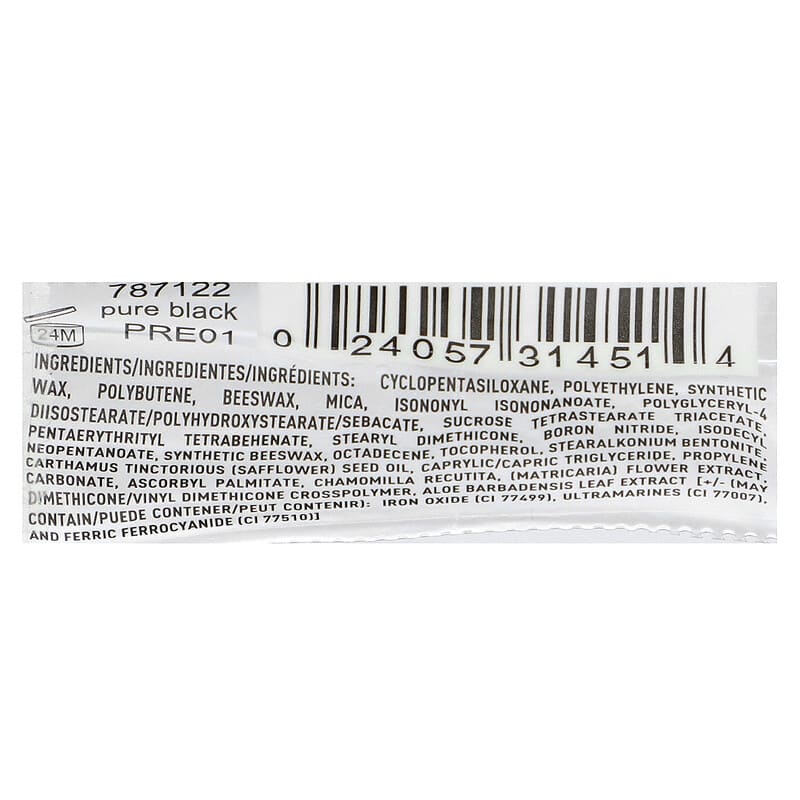 787122
pure black
24M PRE01
0 24057 31451 4
INGREDIENTS/INGREDIENTES/INGRÉDIENTS: CYCLOPENTASILOXANE, POLYETHYLENE, SYNTHETIC
WAX, POLYBUTENE, BEESWAX, MICA, ISONONYL ISONONANOATE, POLYGLYCERYL-4
DIISOSTEARATE/POLYHYDROXYSTEARATE/SEBACATE, SUCROSE TETRASTEARATE TRIACETATE,
PENTAERYTHRITYL TETRABEHENATE, STEARYL DIMETHICONE, BORON NITRIDE, ISODECYL
NEOPENTANOATE, SYNTHETIC BEESWAX, OCTADECENE, TOCOPHEROL, STEARALKONIUM BENTONITE,
CARTHAMUS TINCTORIOUS (SAFFLOWER) SEED OIL, CAPRYLIC/CAPRIC TRIGLYCERIDE, PROPYLENE
CARBONATE, ASCORBYL PALMITATE, CHAMOMILLA RECUTITA, (MATRICARIA) FLOWER EXTRACT,
DIMETHICONE/VINYL DIMETHICONE CROSSPOLYMER, ALOE BARBADENSIS LEAF EXTRACT [+/- (MAY
CONTAIN/PUEDE CONTENER/PEUT CONTENIR): IRON OXIDE (CI 77499), ULTRAMARINES (CI 77007),
AND FERRIC FERROCYANIDE (CI 77510)]